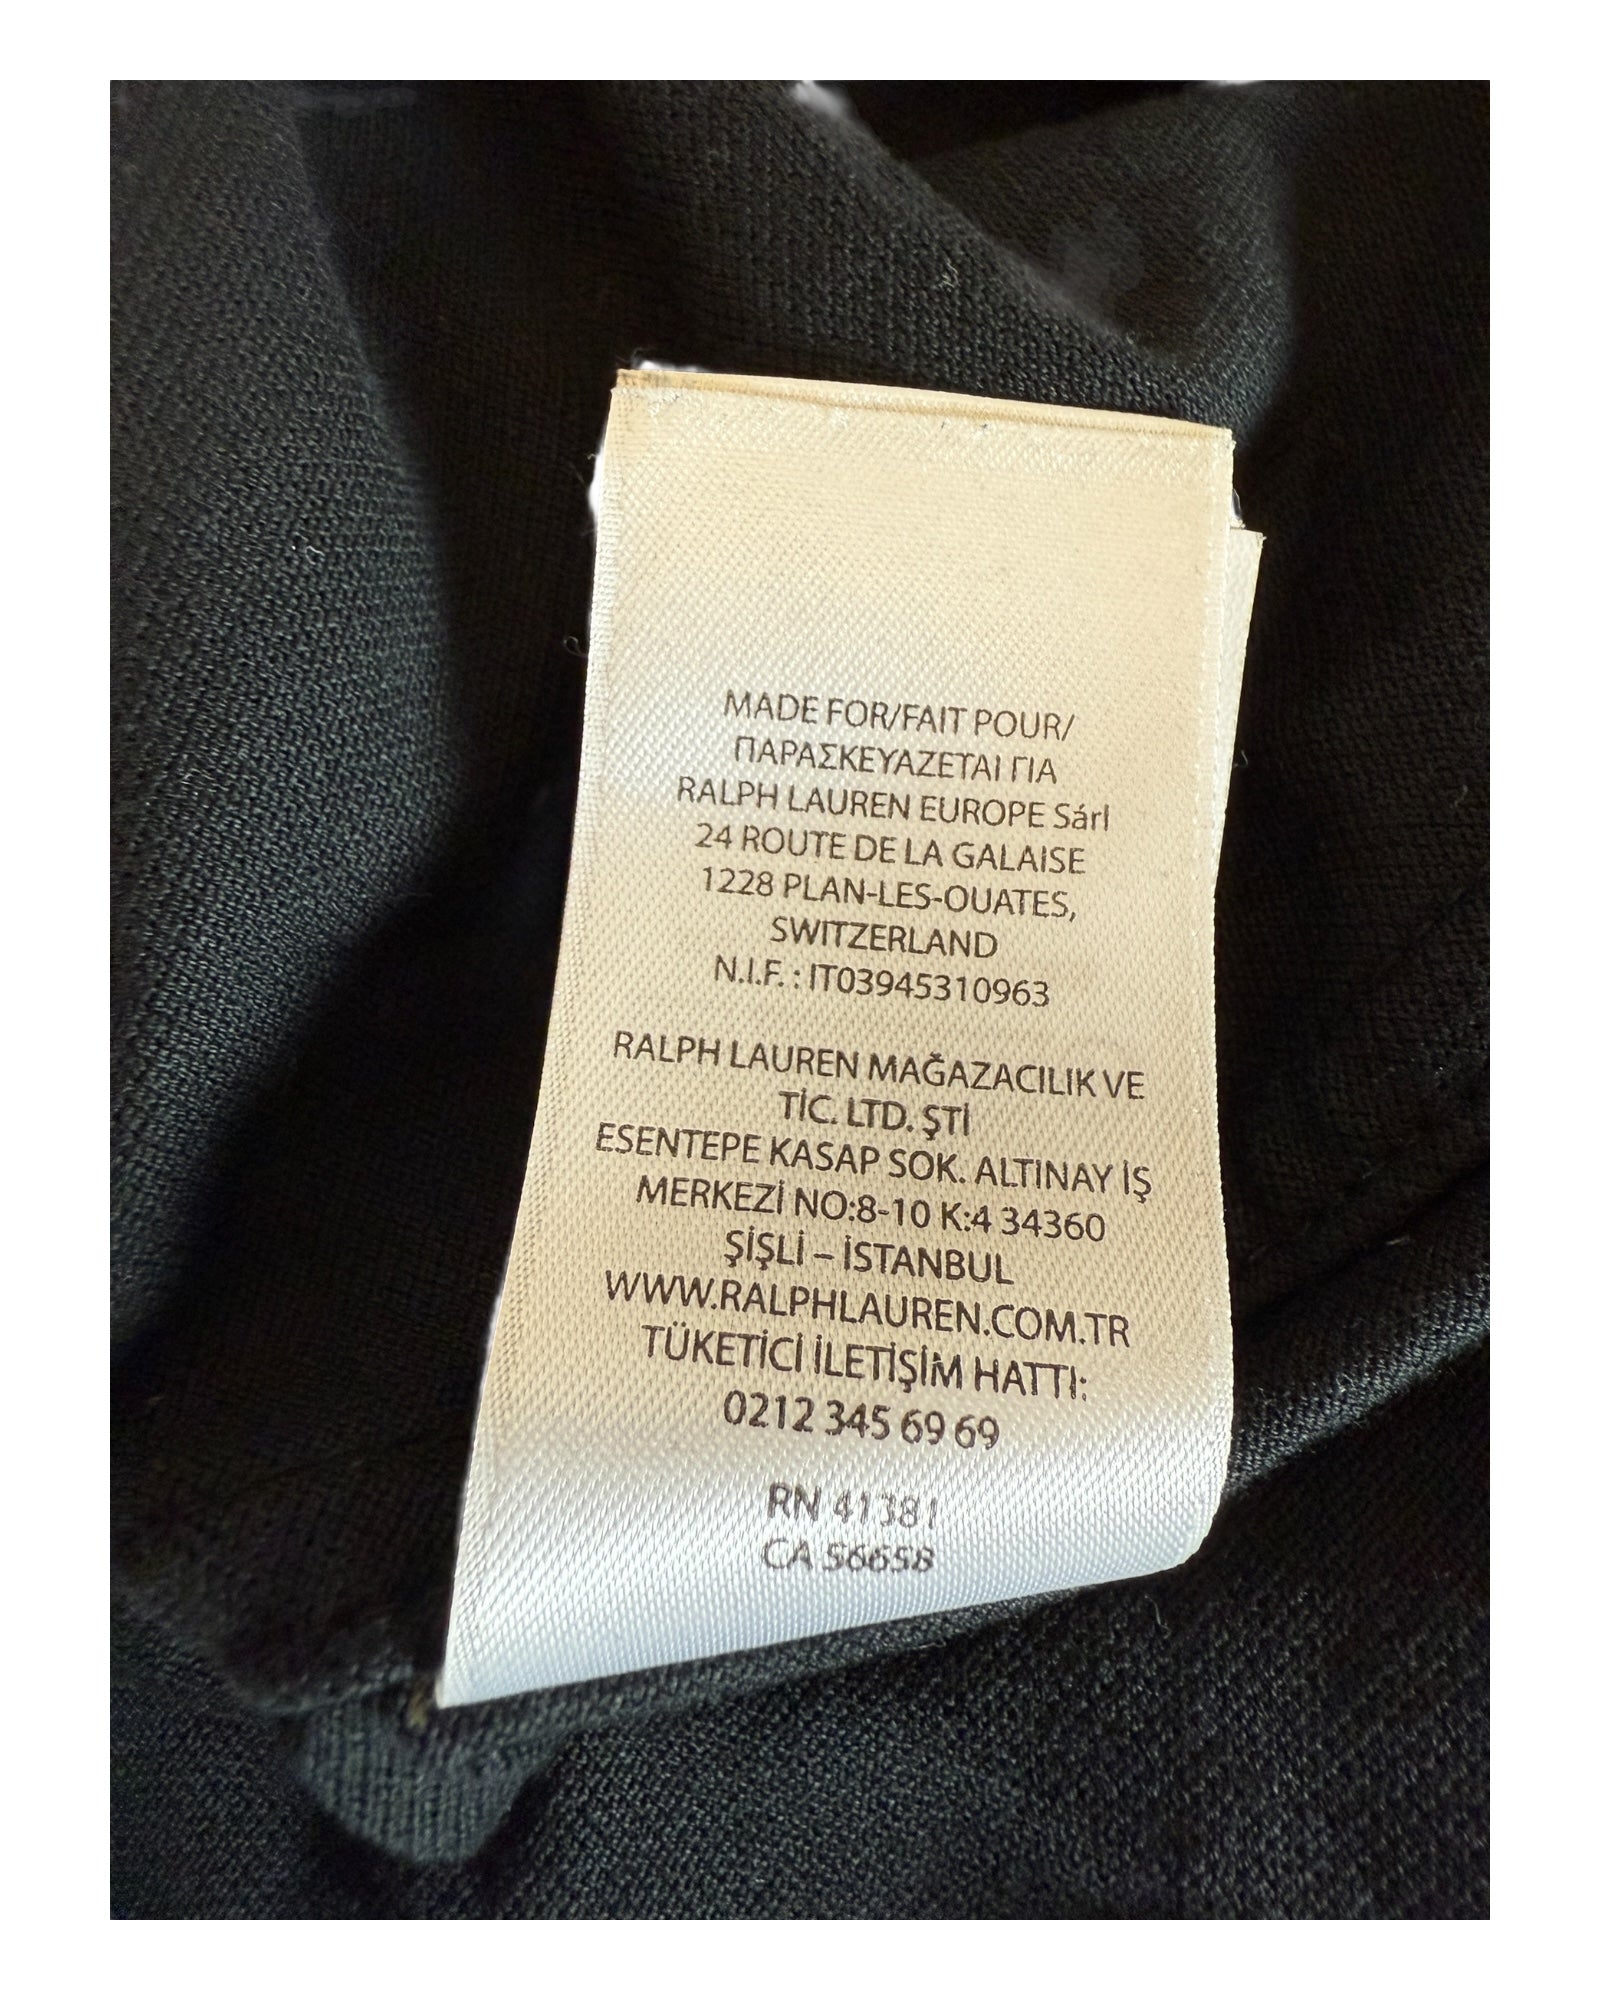 MADE FOR/FAIT POUR/
ΠΑΡΑΣΚΕΥΑΖΕΤΑΙ ΓΙΑ
RALPH LAUREN EUROPE Sárl
24 ROUTE DE LA GALAISE
1228 PLAN-LES-OUATES,
SWITZERLAND
N.I.F. : IT03945310963
RALPH LAUREN MAĞAZACILIK VE
TİC. LTD. ŞTİ
ESENTEPE KASAP SOK. ALTINAY İŞ
MERKEZİ NO:8-10 K:4 34360
ŞİŞLİ – İSTANBUL
WWW.RALPHLAUREN.COM.TR
TÜKETİCİ İLETİŞİM HATTI:
0212 345 69 69
RN 41381
CA 56658